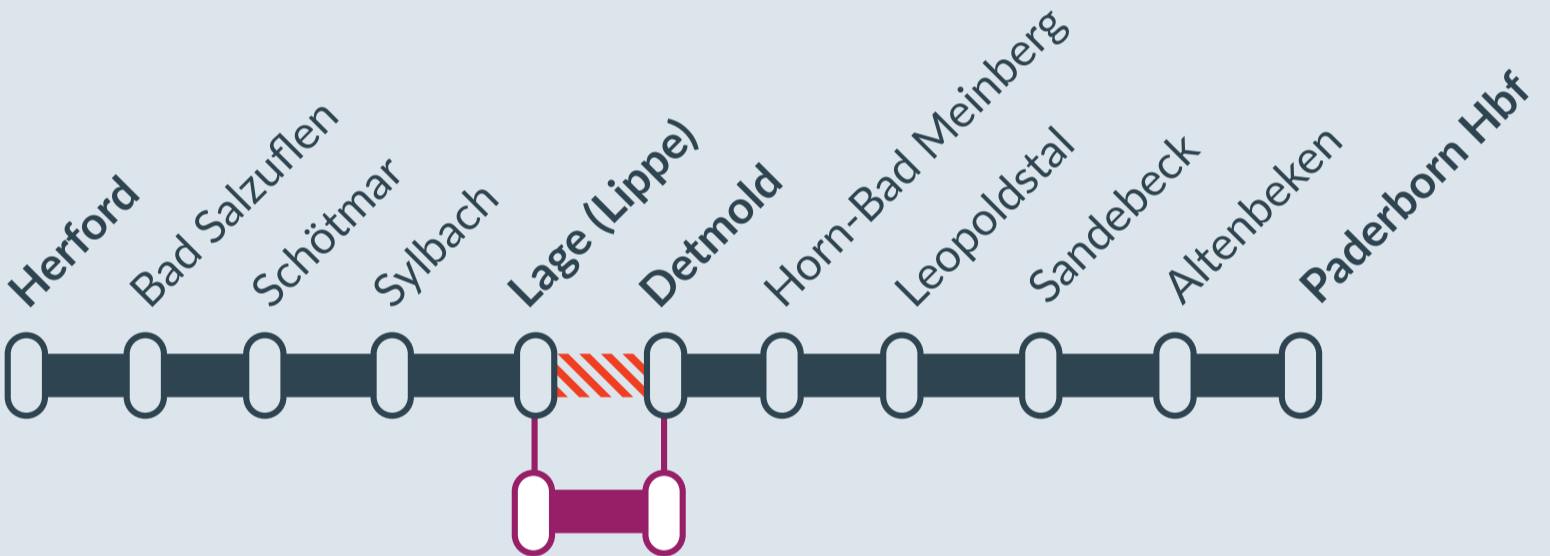 Herford
Bad Salzuflen
Schötmar
Sylbach
Lage (Lippe)
Detmold
Horn-Bad Meinberg
Leopoldstal
Sandebeck
Altenbeken
Paderborn Hbf